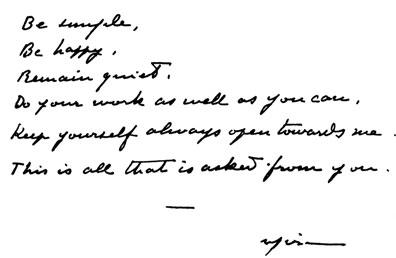 Be simple,
Be happy,
Remain quiet.
Do your work as well as you can,
Keep yourself always open towards me.
This is all that is asked from you.
—